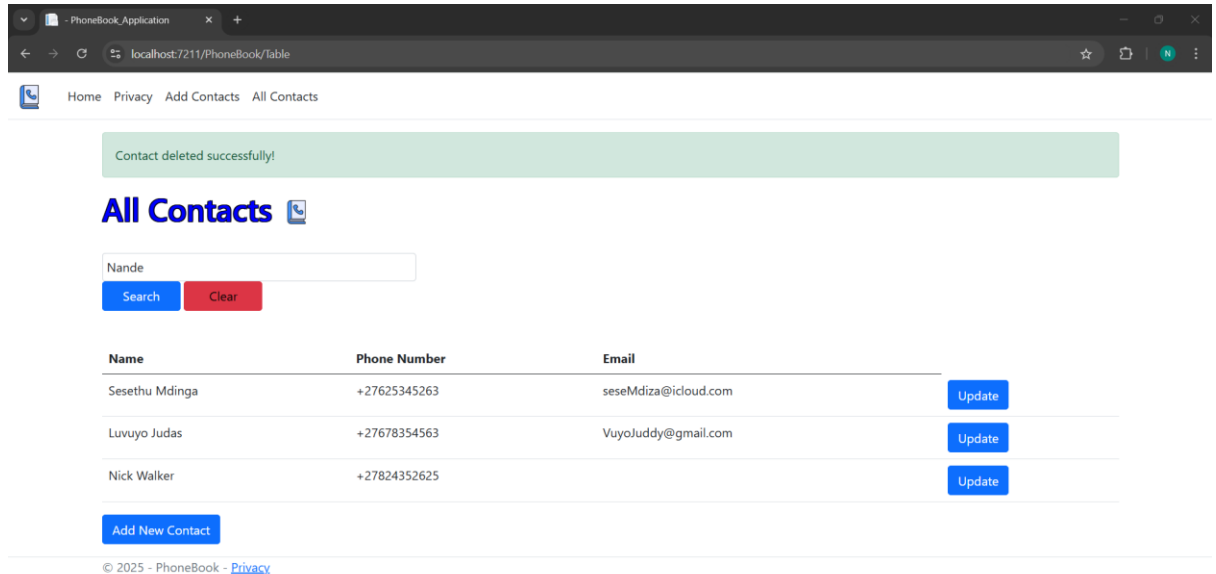 - PhoneBook_Application
localhost:7211/PhoneBook/Table
N
Home Privacy Add Contacts All Contacts
Contact deleted successfully!
All Contacts
Nande
Search Clear
Name Phone Number Email
Sesethu Mdinga +27625345263 seseMdiza@icloud.com Update
Luvuyo Judas +27678354563 VuyoJuddy@gmail.com Update
Nick Walker +27824352625 Update
Add New Contact
© 2025 - PhoneBook - Privacy